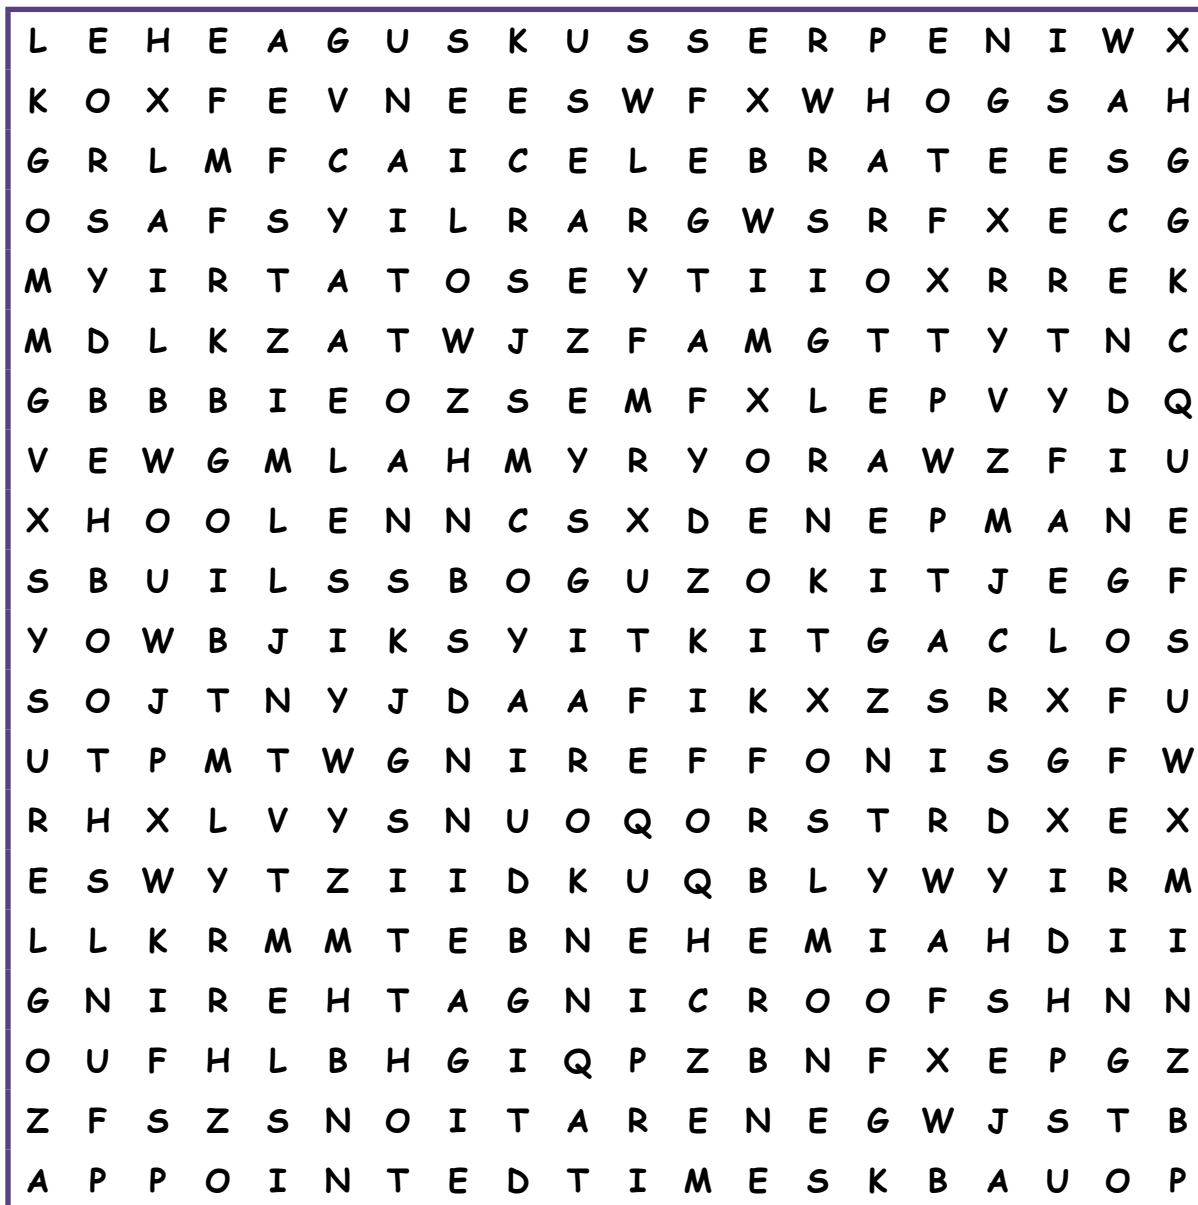 L E H E A G U S K U S S E R P E N I W X
K O X F E V N E E S W F X W H O G S A H
G R L M F C A I C E L E B R A T E E S G
O S A F S Y I L R A R G W S R F X E C G
M Y I R T A T O S E Y T I I O X R R E K
M D L K Z A T W J Z F A M G T T Y T N C
G B B B I E O Z S E M F X L E P V Y D Q
V E W G M L A H M Y R Y O R A W Z F I U
X H O O L E N N C S X D E N E P M A N E
S B U I L S S B O G U Z O K I T J E G F
Y O W B J I K S Y I T K I T G A C L O S
S O J T N Y J D A A F I K X Z S R X F U
U T P M T W G N I R E F F O N I S G F W
R H X L V Y S N U O Q O R S T R D X E X
E S W Y T Z I I D K U Q B L Y W Y I R M
L L K R M M T E B N E H E M I A H D I I
G N I R E H T A G N I C R O O F S H N N
O U F H L B H G I Q P Z B N F X E P G Z
Z F S Z S N O I T A R E N E G W J S T B
A P P O I N T E D T I M E S K B A U O P